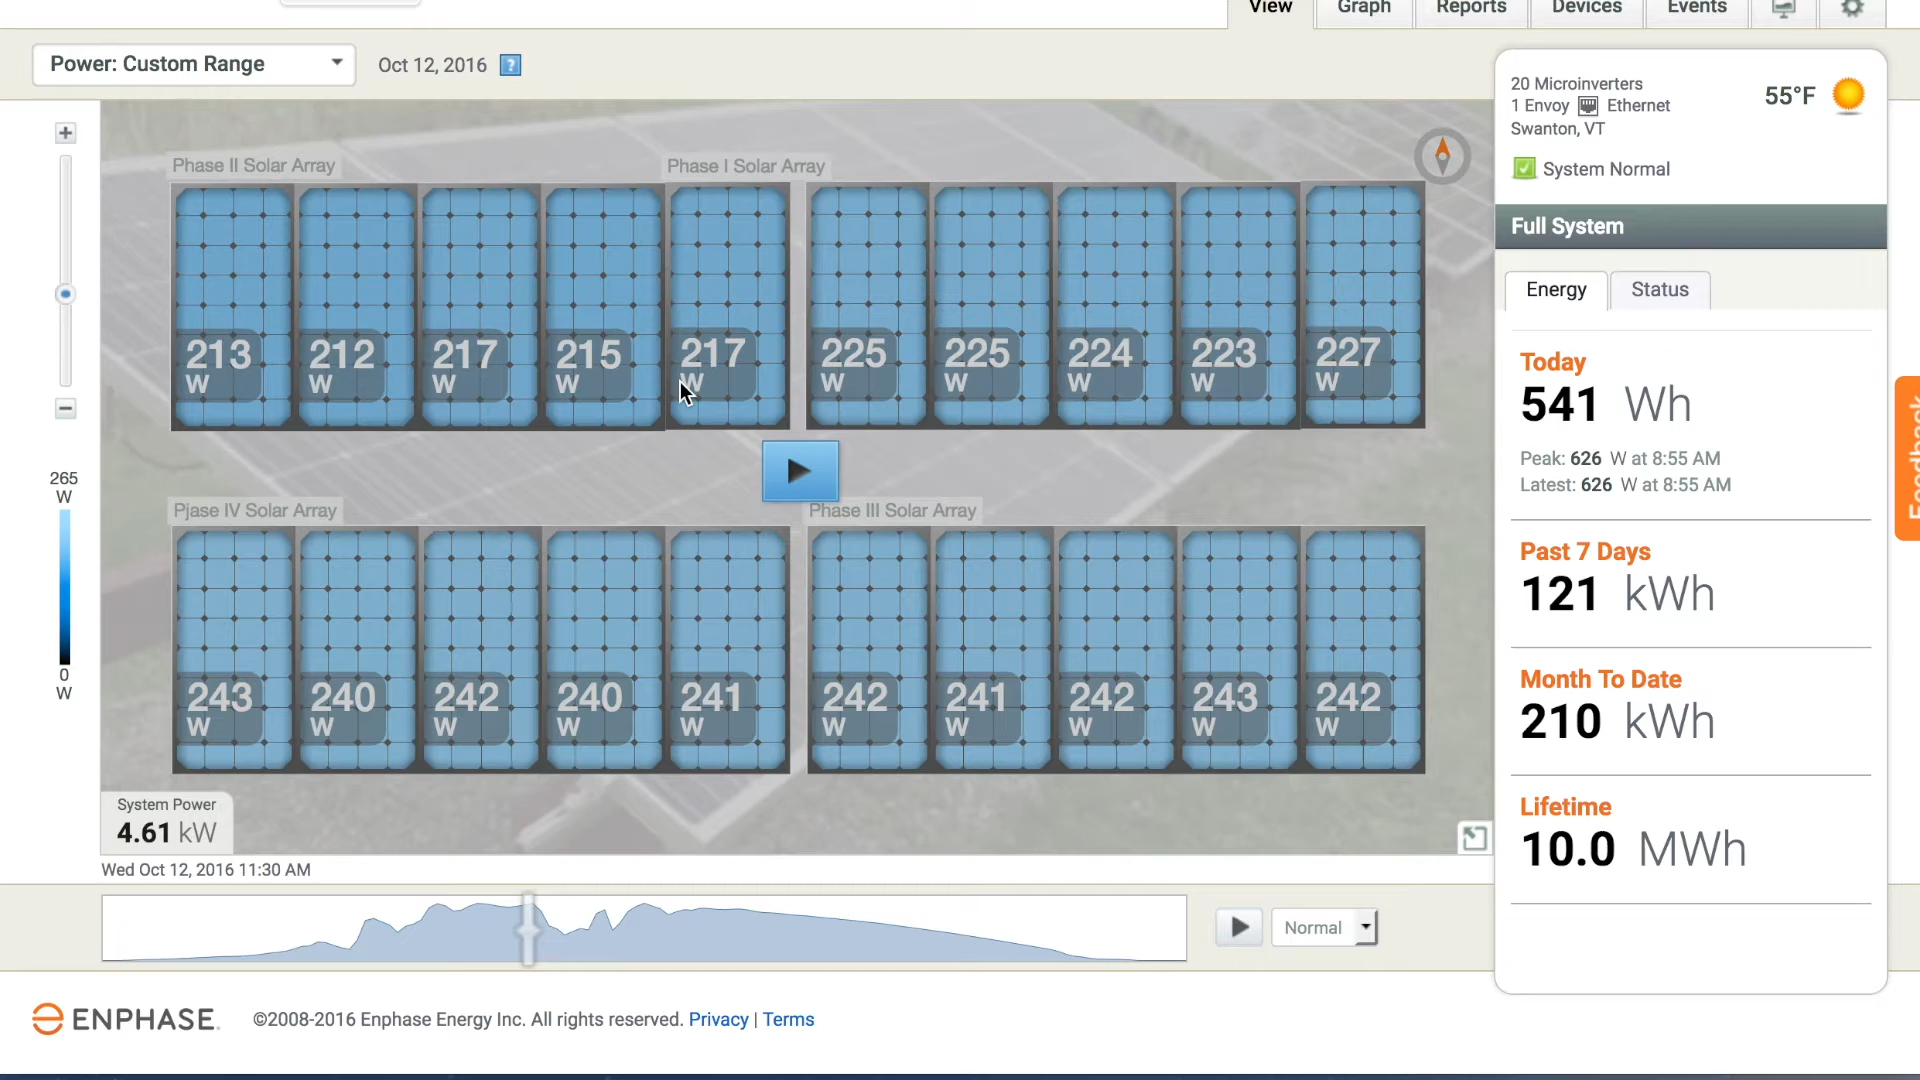 View
Graph
Reports
Devices
Events
Power: Custom Range
Oct 12, 2016 ?
20 Microinverters
1 Envoy Ethernet
Swanton, VT
55°F
System Normal
Full System
Energy
Status
Today
541 Wh
Peak: 626 W at 8:55 AM
Latest: 626 W at 8:55 AM
Past 7 Days
121 kWh
Month To Date
210 kWh
Lifetime
10.0 MWh
Feedback
265
W
0
W
Phase II Solar Array
Phase I Solar Array
213 W
212 W
217 W
215 W
217 W
225 W
225 W
224 W
223 W
227 W
Pjase IV Solar Array
Phase III Solar Array
243 W
240 W
242 W
240 W
241 W
242 W
241 W
242 W
243 W
242 W
System Power
4.61 kW
Wed Oct 12, 2016 11:30 AM
Normal
ENPHASE.
©2008-2016 Enphase Energy Inc. All rights reserved. Privacy | Terms